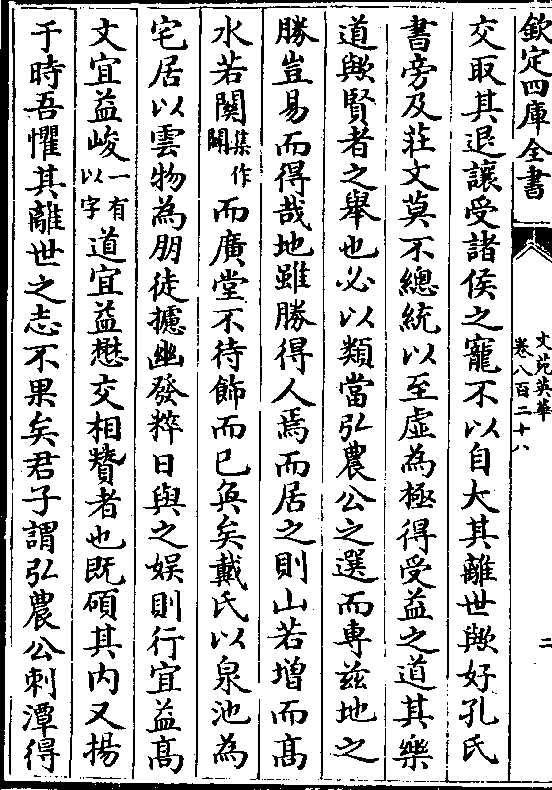 欽定四庫全書
文苑英華
卷八百二十八
二
交取其退讓受諸侯之寵不以自大其離世歟好孔氏
書旁及莊文莫不總統以至虛為極得受益之道其樂
道歟賢者之舉也必以類當弘農公之選而專兹地之
勝豈易而得哉地雖勝得人焉而居之則山若增而髙
水若闢集作闢而廣堂不待飾而已奐矣戴氏以泉池為
宅居以雲物為朋徒攄幽發粹日與之娱則行宜益髙
文宜益峻一有以字道宜益懋交相贊者也既碩其内又揚
于時吾懼其離世之志不果矣君子謂弘農公刺潭得